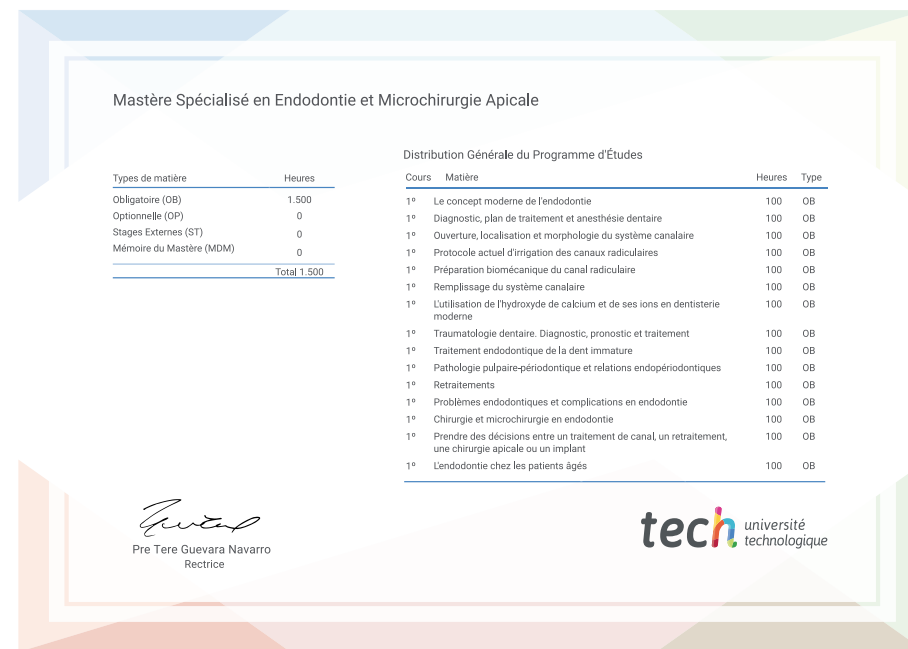 Mastère Spécialisé en Endodontie et Microchirurgie Apicale
Types de matière Heures
Obligatoire (OB) 1.500
Optionnelle (OP) 0
Stages Externes (ST) 0
Mémoire du Mastère (MDM) 0
Total 1.500
Distribution Générale du Programme d'Études
Cours Matière Heures Type
1º Le concept moderne de l'endodontie 100 OB
1º Diagnostic, plan de traitement et anesthésie dentaire 100 OB
1º Ouverture, localisation et morphologie du système canalaire 100 OB
1º Protocole actuel d'irrigation des canaux radiculaires 100 OB
1º Préparation biomécanique du canal radiculaire 100 OB
1º Remplissage du système canalaire 100 OB
1º L'utilisation de l'hydroxyde de calcium et de ses ions en dentisterie 100 OB
moderne
1º Traumatologie dentaire. Diagnostic, pronostic et traitement 100 OB
1º Traitement endodontique de la dent immature 100 OB
1º Pathologie pulpaire-périodontique et relations endopériodontiques 100 OB
1º Retraitements 100 OB
1º Problèmes endodontiques et complications en endodontie 100 OB
1º Chirurgie et microchirurgie en endodontie 100 OB
1º Prendre des décisions entre un traitement de canal, un retraitement, 100 OB
une chirurgie apicale ou un implant
1º L'endodontie chez les patients âgés 100 OB
Pre Tere Guevara Navarro
Rectrice
tech université
technologique